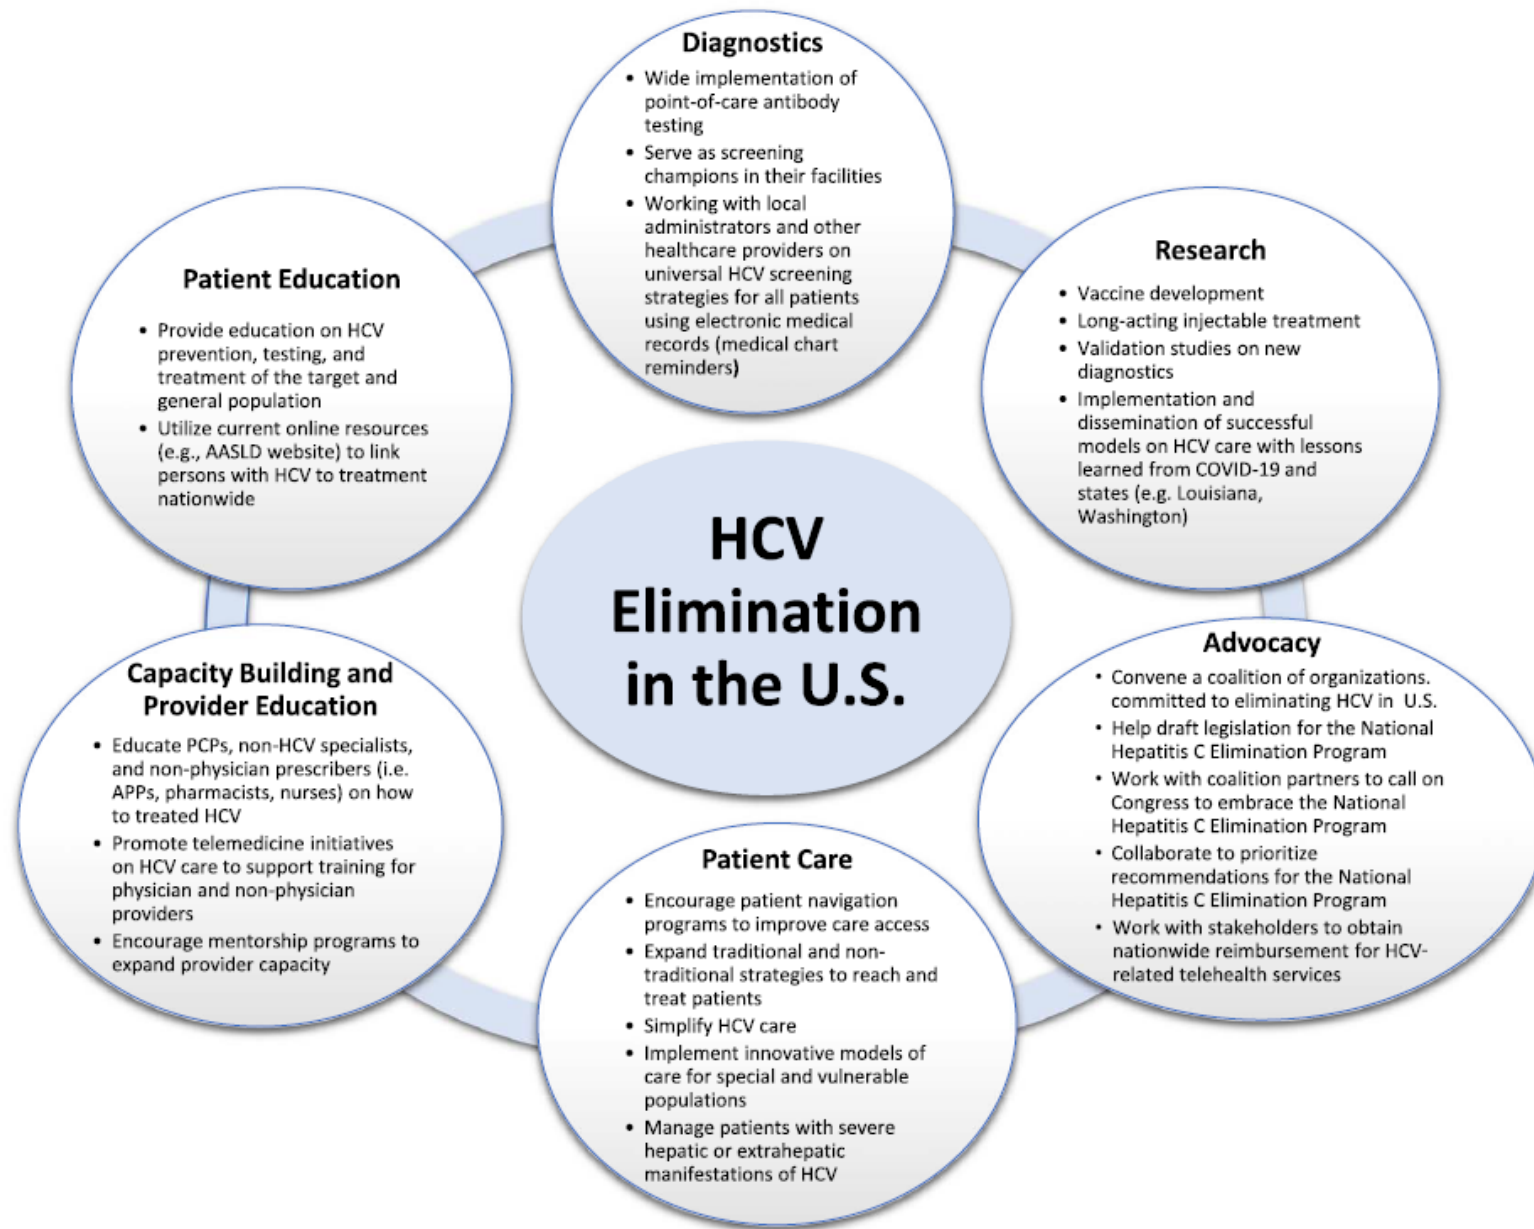 Diagnostics
• Wide implementation of
point-of-care antibody
testing
• Serve as screening
champions in their facilities
• Working with local
administrators and other
healthcare providers on
universal HCV screening
strategies for all patients
using electronic medical
records (medical chart
reminders)
Research
• Vaccine development
• Long-acting injectable treatment
• Validation studies on new
diagnostics
• Implementation and
dissemination of successful
models on HCV care with lessons
learned from COVID-19 and
states (e.g. Louisiana,
Washington)
Advocacy
• Convene a coalition of organizations.
committed to eliminating HCV in U.S.
• Help draft legislation for the National
Hepatitis C Elimination Program
• Work with coalition partners to call on
Congress to embrace the National
Hepatitis C Elimination Program
• Collaborate to prioritize
recommendations for the National
Hepatitis C Elimination Program
• Work with stakeholders to obtain
nationwide reimbursement for HCV-
related telehealth services
Patient Care
• Encourage patient navigation
programs to improve care access
• Expand traditional and non-
traditional strategies to reach and
treat patients
• Simplify HCV care
• Implement innovative models of
care for special and vulnerable
populations
• Manage patients with severe
hepatic or extrahepatic
manifestations of HCV
Capacity Building and
Provider Education
• Educate PCPs, non-HCV specialists,
and non-physician prescribers (i.e.
APPs, pharmacists, nurses) on how
to treated HCV
• Promote telemedicine initiatives
on HCV care to support training for
physician and non-physician
providers
• Encourage mentorship programs to
expand provider capacity
Patient Education
• Provide education on HCV
prevention, testing, and
treatment of the target and
general population
• Utilize current online resources
(e.g., AASLD website) to link
persons with HCV to treatment
nationwide
HCV
Elimination
in the U.S.